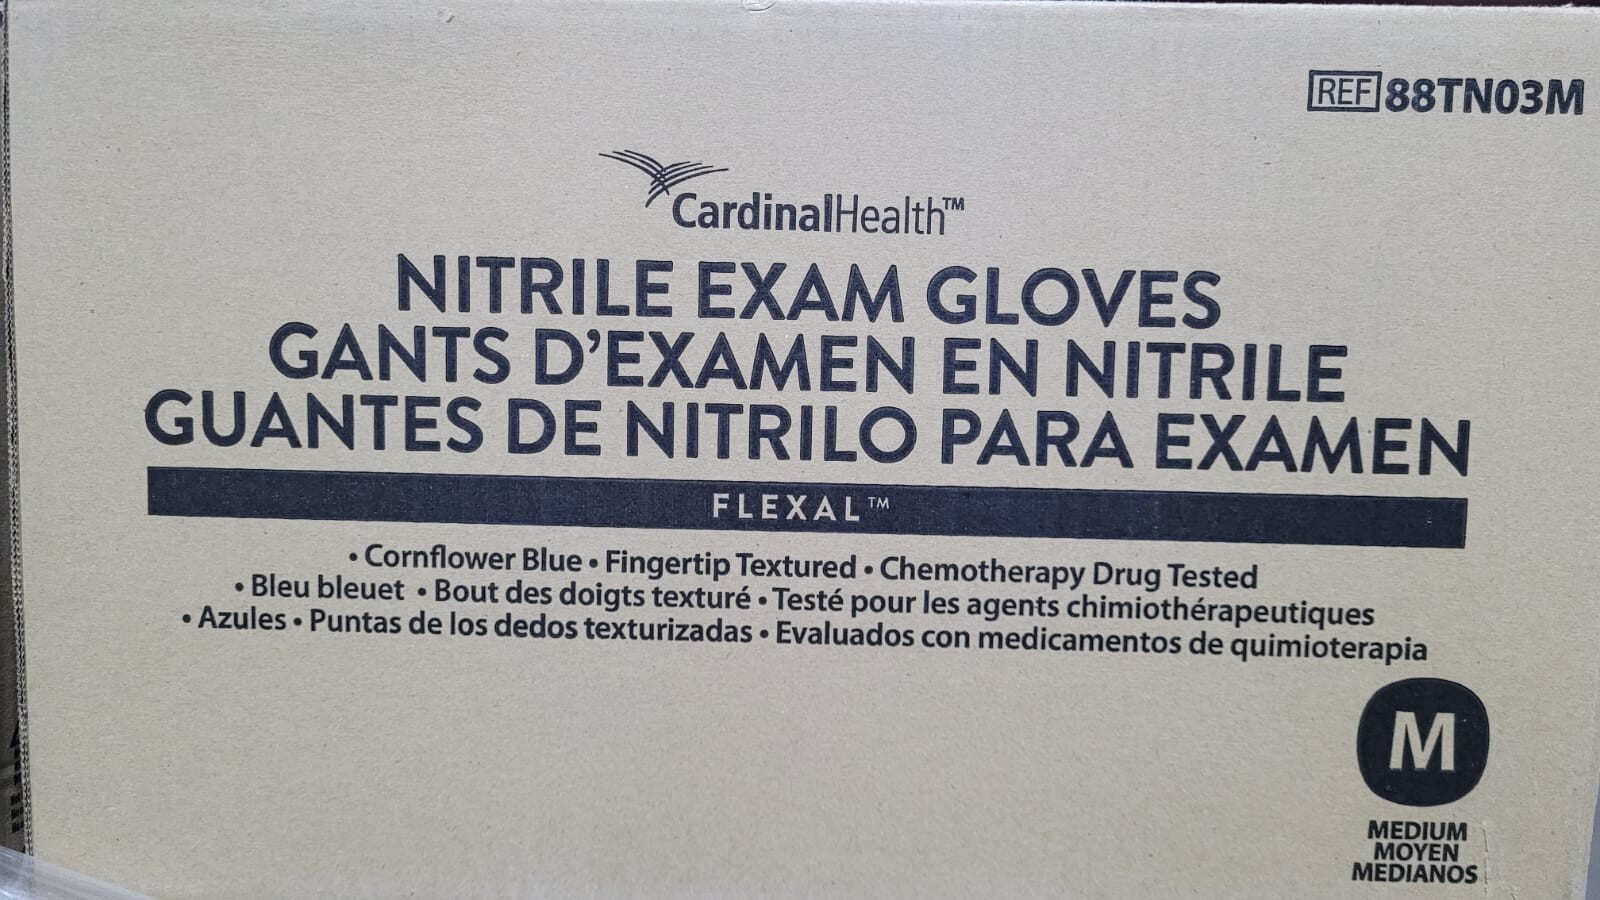 REF 88TN03M
CardinalHealth™
NITRILE EXAM GLOVES
GANTS D’EXAMEN EN NITRILE
GUANTES DE NITRILO PARA EXAMEN
FLEXAL™
• Cornflower Blue • Fingertip Textured • Chemotherapy Drug Tested
• Bleu bleuet • Bout des doigts texturé • Testé pour les agents chimiothérapeutiques
• Azules • Puntas de los dedos texturizadas • Evaluados con medicamentos de quimioterapia
M
MEDIUM
MOYEN
MEDIANOS